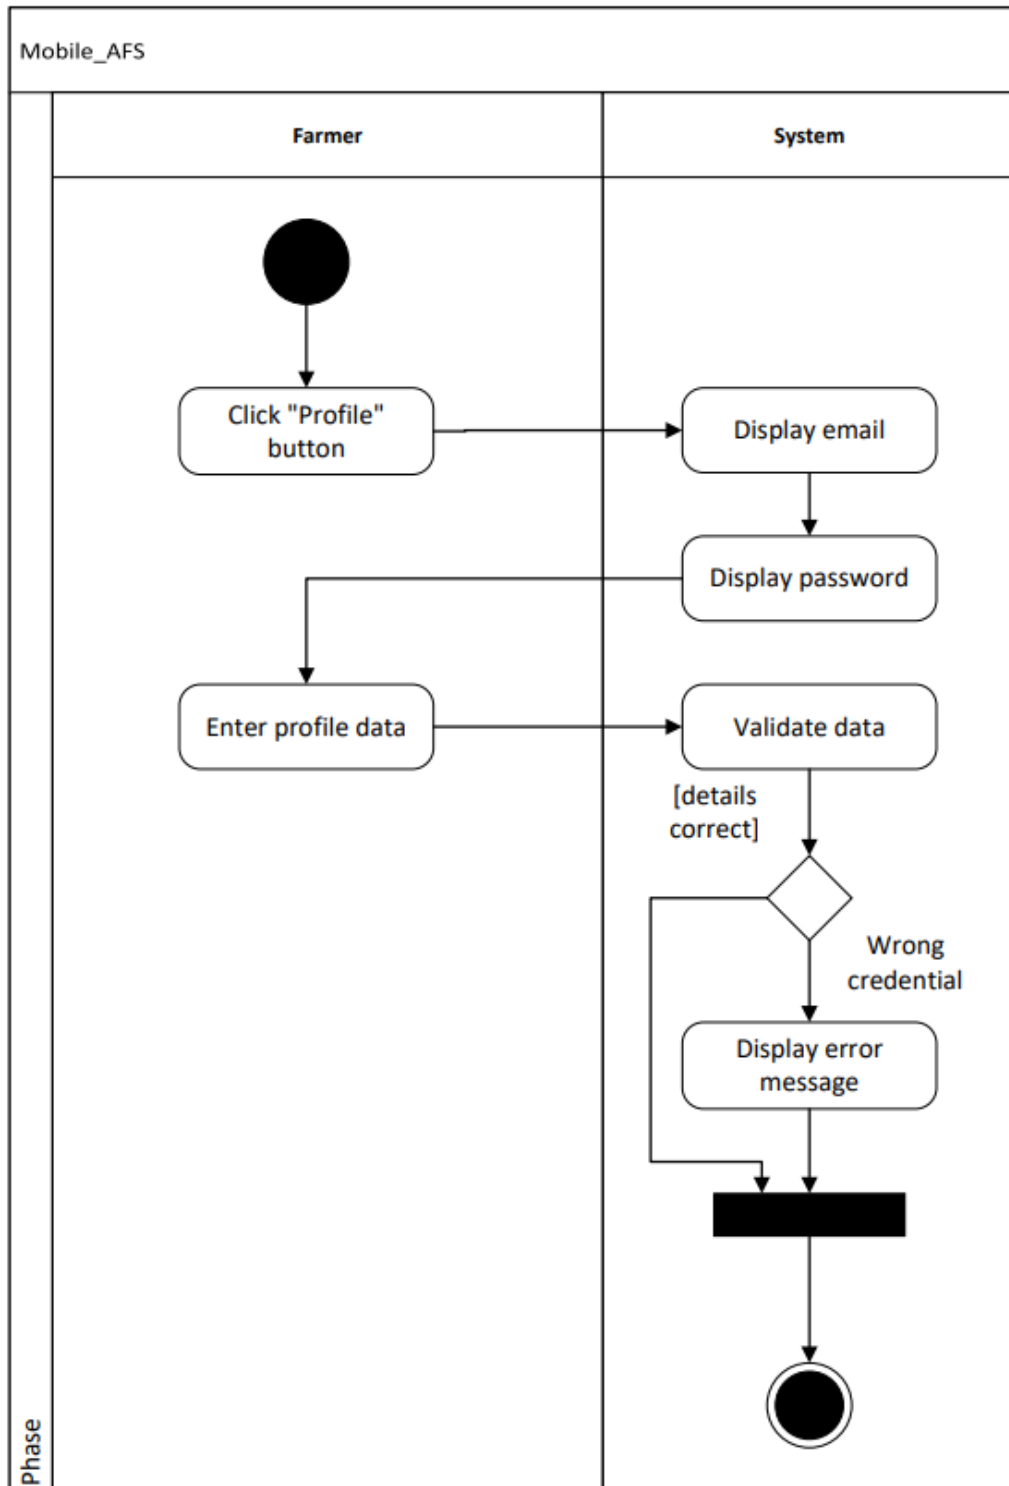 Mobile_AFS
Farmer
System
Click "Profile"
button
Display email
Display password
Enter profile data
Validate data
[details
correct]
Wrong
credential
Display error
message
Phase